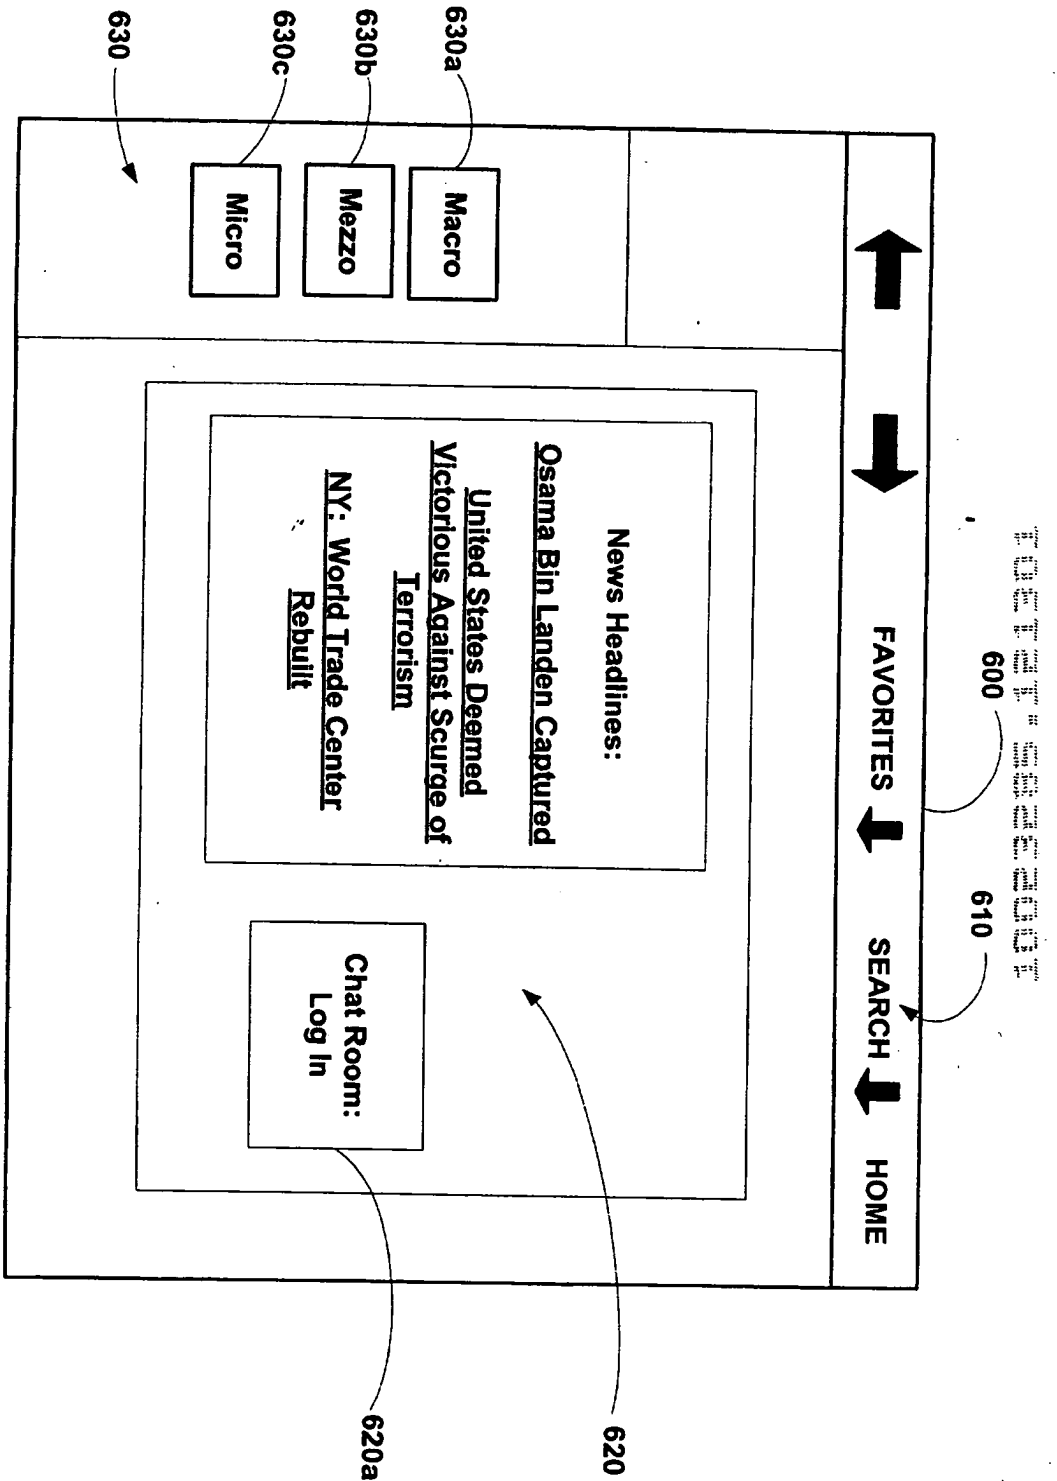 600
610
FAVORITES
SEARCH
HOME
News Headlines:
Osama Bin Landen Captured
United States Deemed
Victorious Against Scurge of
Terrorism
NY: World Trade Center
Rebuilt
Chat Room:
Log In
Macro
Mezzo
Micro
630a
630b
630c
630
620
620a